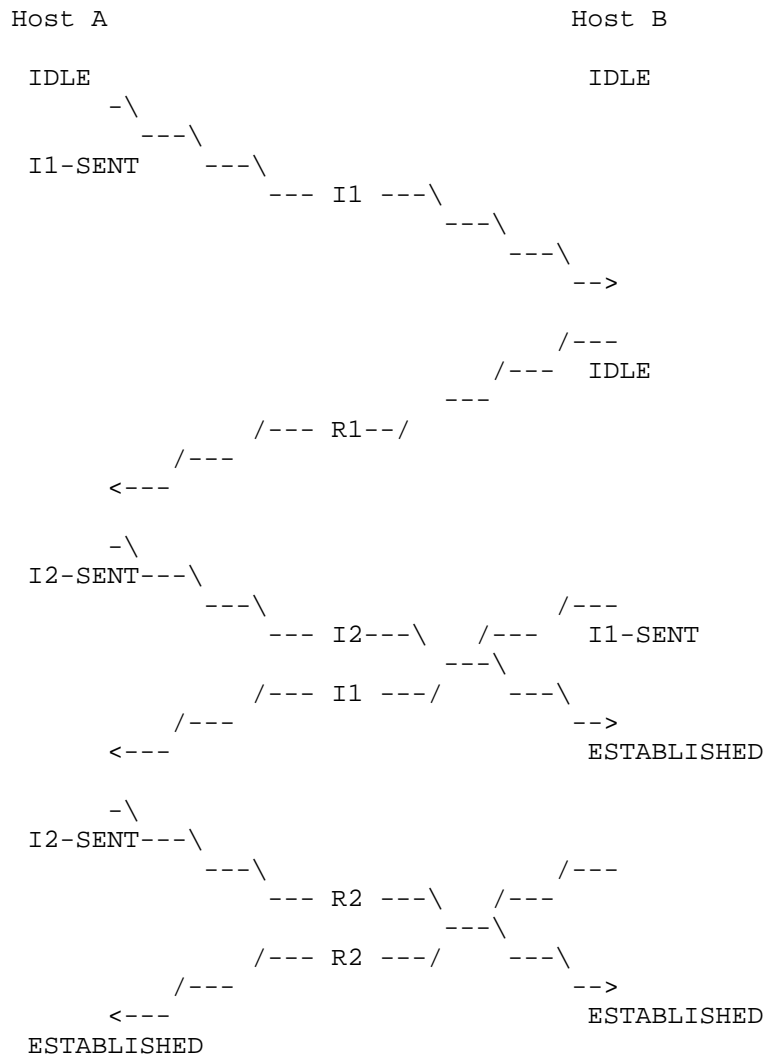 Host A                             Host B

 IDLE                               IDLE
      -\
        ---\
 I1-SENT    ---\
                --- I1 ---\
                           ---\
                               ---\
                                   -->

                                  /---
                              /---  IDLE
                           ---
               /--- R1--/
          /---
      <---

      -\
 I2-SENT---\
            ---\                  /---
                --- I2---\   /---   I1-SENT
                           ---\
               /--- I1 ---/    ---\
          /---                     -->
      <---                          ESTABLISHED

      -\
 I2-SENT---\
            ---\                  /---
                --- R2 ---\   /---
                           ---\
               /--- R2 ---/    ---\
          /---                     -->
      <---                          ESTABLISHED
 ESTABLISHED